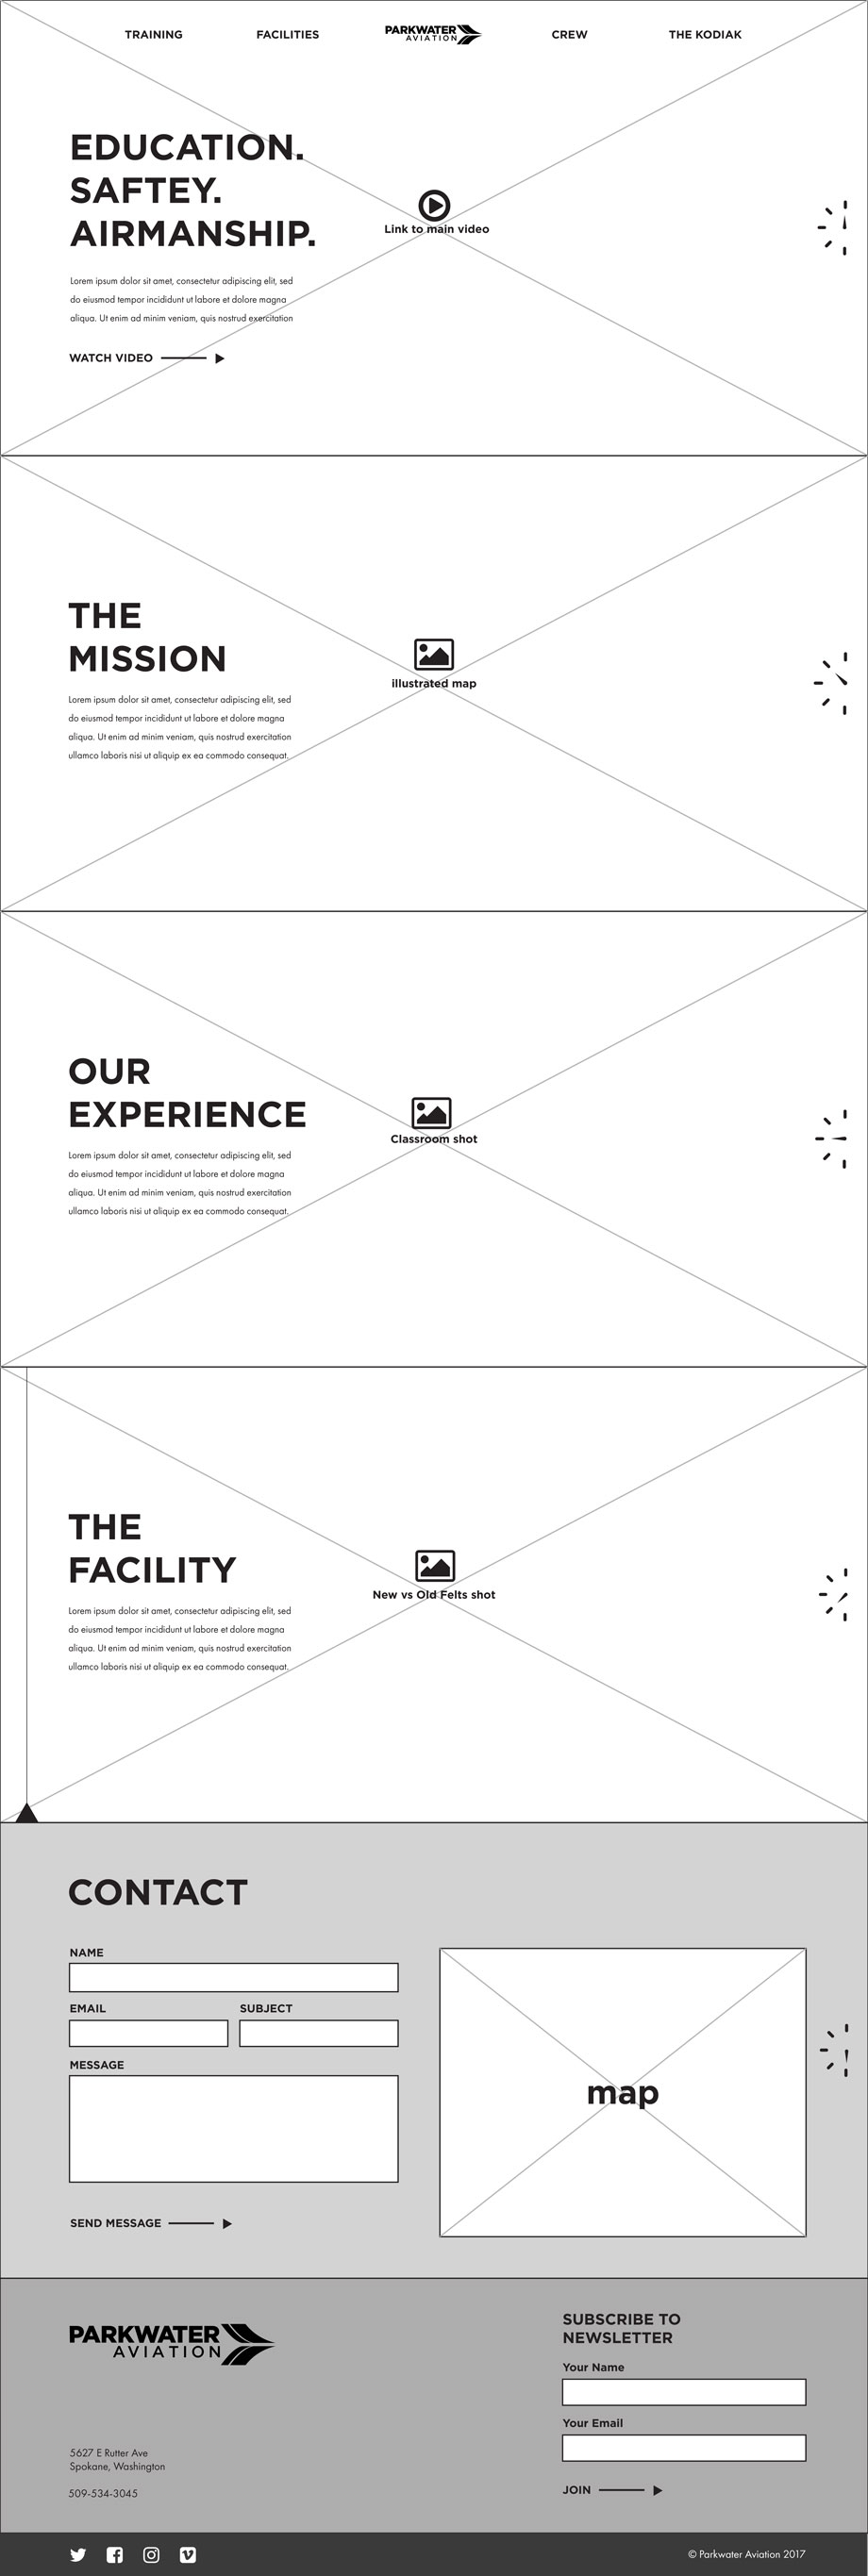 TRAINING FACILITIES PARKWATER AVIATION CREW THE KODIAK
EDUCATION.
SAFTEY.
AIRMANSHIP.
Link to main video
Lorem ipsum dolor sit amet, consectetur adipiscing elit, sed
do eiusmod tempor incididunt ut labore et dolore magna
aliqua. Ut enim ad minim veniam, quis nostrud exercitation
WATCH VIDEO
THE
MISSION
illustrated map
Lorem ipsum dolor sit amet, consectetur adipiscing elit, sed
do eiusmod tempor incididunt ut labore et dolore magna
aliqua. Ut enim ad minim veniam, quis nostrud exercitation
ullamco laboris nisi ut aliquip ex ea commodo consequat.
OUR
EXPERIENCE
Classroom shot
Lorem ipsum dolor sit amet, consectetur adipiscing elit, sed
do eiusmod tempor incididunt ut labore et dolore magna
aliqua. Ut enim ad minim veniam, quis nostrud exercitation
ullamco laboris nisi ut aliquip ex ea commodo consequat.
THE
FACILITY
New vs Old Felts shot
Lorem ipsum dolor sit amet, consectetur adipiscing elit, sed
do eiusmod tempor incididunt ut labore et dolore magna
aliqua. Ut enim ad minim veniam, quis nostrud exercitation
ullamco laboris nisi ut aliquip ex ea commodo consequat.
CONTACT
NAME
EMAIL SUBJECT
MESSAGE
map
SEND MESSAGE
PARKWATER
AVIATION
SUBSCRIBE TO
NEWSLETTER
Your Name
Your Email
5627 E Rutter Ave
Spokane, Washington
509-534-3045
JOIN
© Parkwater Aviation 2017